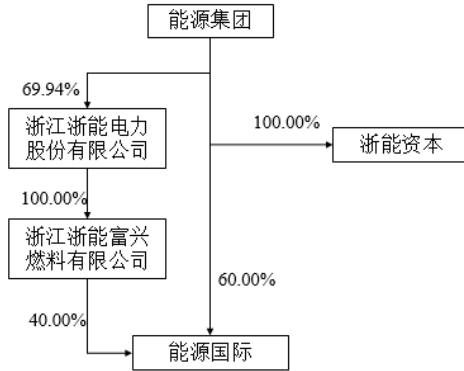 能源集团
69.94%
浙江浙能电力
股份有限公司
100.00%
浙能资本
100.00%
浙江浙能富兴
燃料有限公司
60.00%
40.00%
能源国际